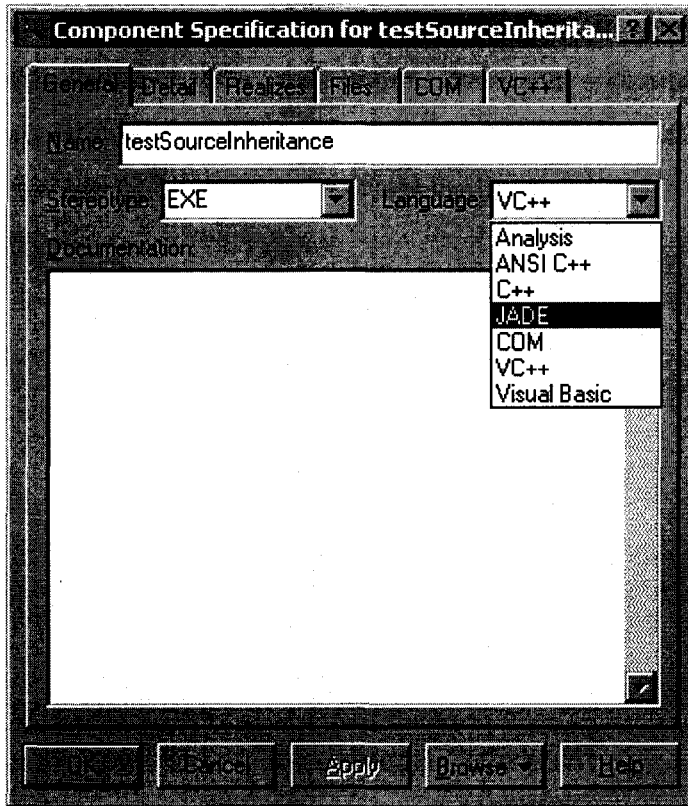 Component Specification for testSourceInherita...
General Detail Realizes Files COM VC++
Name: testSourceInheritance
Stereotype: EXE Language: VC++
Documentation:
Analysis
ANSI C++
C++
JADE
COM
VC++
Visual Basic
OK Cancel Apply Browse Help